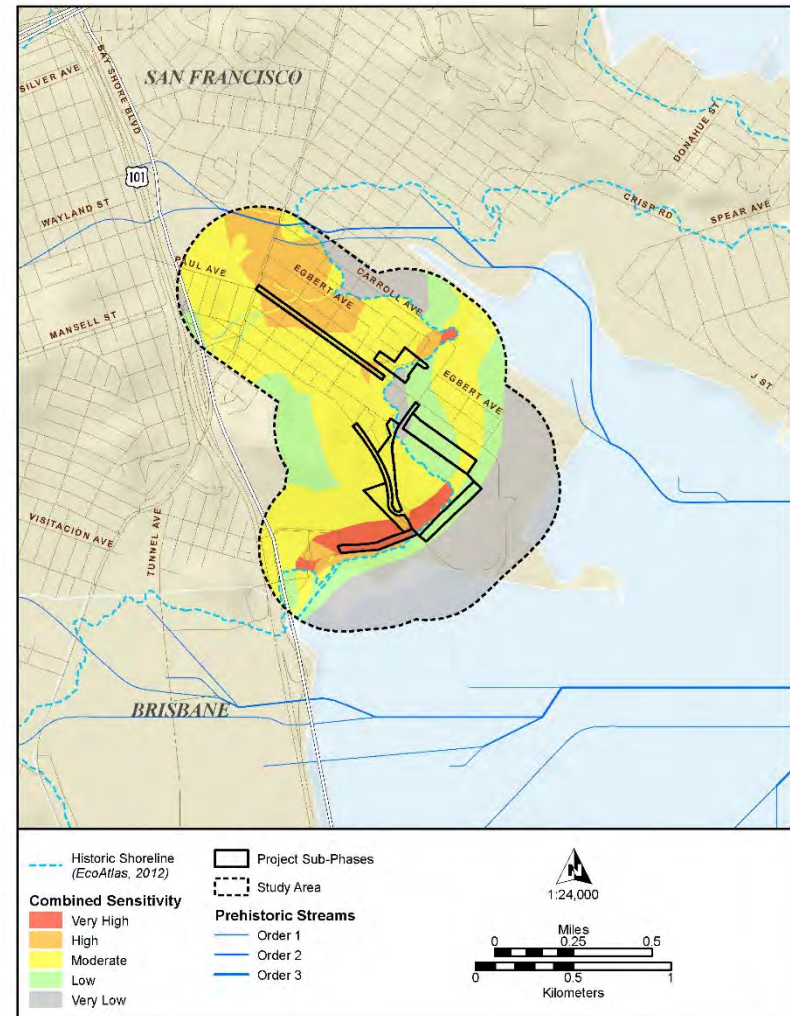 SAN FRANCISCO
SILVER AVE
BAY SHORE BLVD
101
DONAHUE ST
CRISP RD
SPEAR AVE
WAYLAND ST
PAUL AVE
EGBERT AVE
CARROLL AVE
MANSELL ST
EGBERT AVE
J ST
VISITACION AVE
TUNNEL AVE
BRISBANE
Historic Shoreline
(EcoAtlas, 2012)
Combined Sensitivity
Very High
High
Moderate
Low
Very Low
Project Sub-Phases
Study Area
Prehistoric Streams
Order 1
Order 2
Order 3
N
1:24,000
Miles
0 0.25 0.5
0 0.5 1
Kilometers